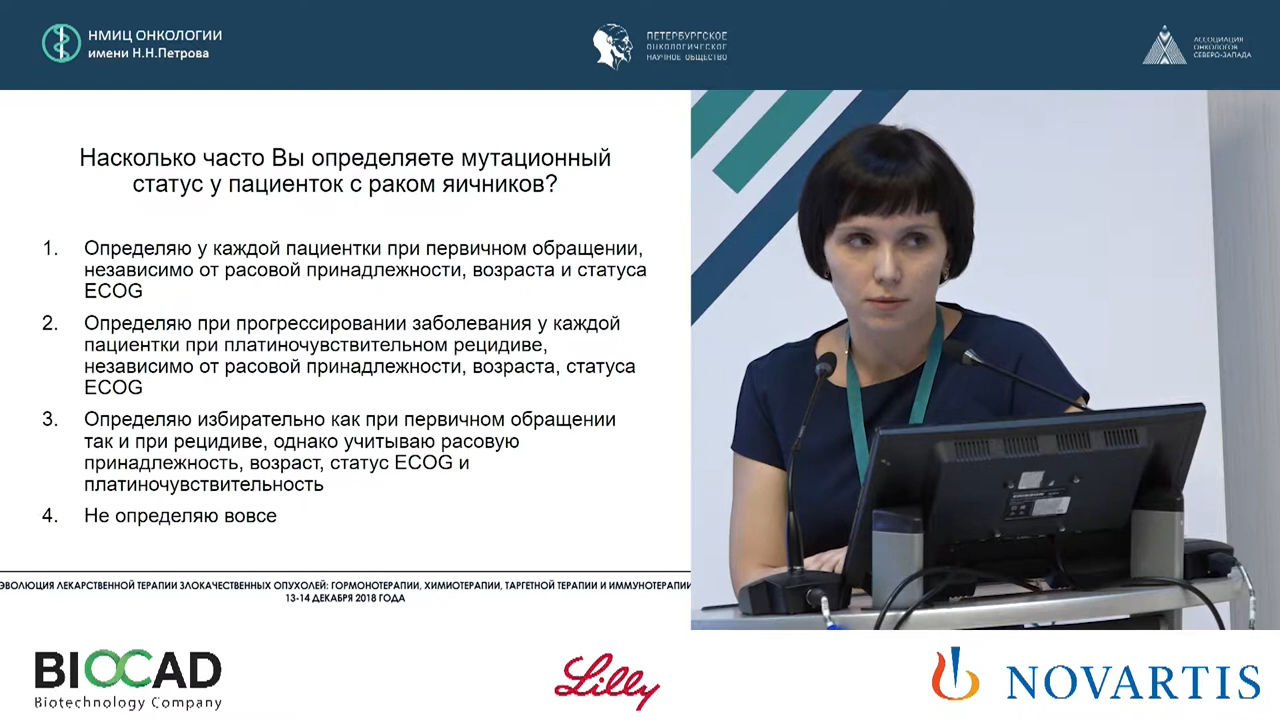 НМИЦ ОНКОЛОГИИ
имени Н.Н.Петрова
ПЕТЕРБУРГСКОЕ
ОНКОЛОГИЧЕСКОЕ
НАУЧНОЕ ОБЩЕСТВО
АССОЦИАЦИЯ
ОНКОЛОГОВ
СЕВЕРО-ЗАПАДА
Насколько часто Вы определяете мутационный
статус у пациенток с раком яичников?
1. Определяю у каждой пациентки при первичном обращении,
независимо от расовой принадлежности, возраста и статуса
ECOG
2. Определяю при прогрессировании заболевания у каждой
пациентки при платиночувствительном рецидиве,
независимо от расовой принадлежности, возраста, статуса
ECOG
3. Определяю избирательно как при первичном обращении
так и при рецидиве, однако учитываю расовую
принадлежность, возраст, статус ECOG и
платиночувствительность
4. Не определяю вовсе
ЭВОЛЮЦИЯ ЛЕКАРСТВЕННОЙ ТЕРАПИИ ЗЛОКАЧЕСТВЕННЫХ ОПУХОЛЕЙ: ГОРМОНОТЕРАПИИ, ХИМИОТЕРАПИИ, ТАРГЕТНОЙ ТЕРАПИИ И ИММУНОТЕРАПИИ
13-14 ДЕКАБРЯ 2018 ГОДА
BIOCAD
Biotechnology Company
Lilly
NOVARTIS